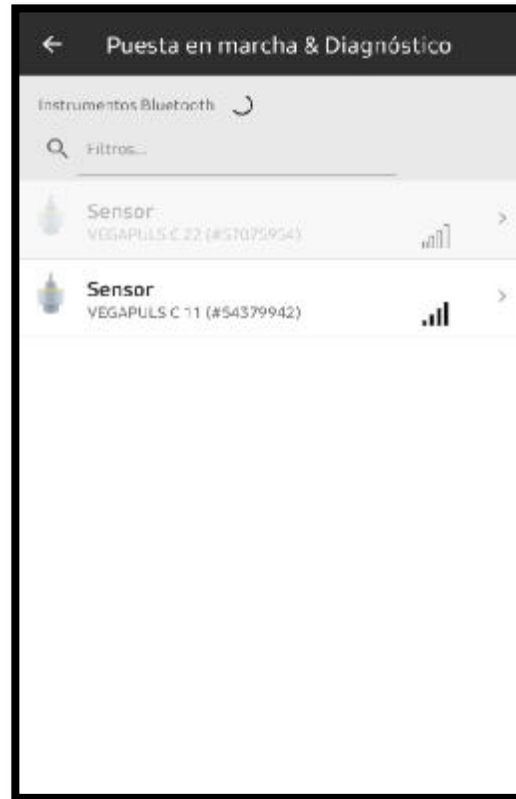 Puesta en marcha & Diagnóstico
Instrumentos Bluetooth
Filtros...
Sensor
VEGAPULS C 22 (#57075954)
Sensor
VEGAPULS C 11 (#54379942)